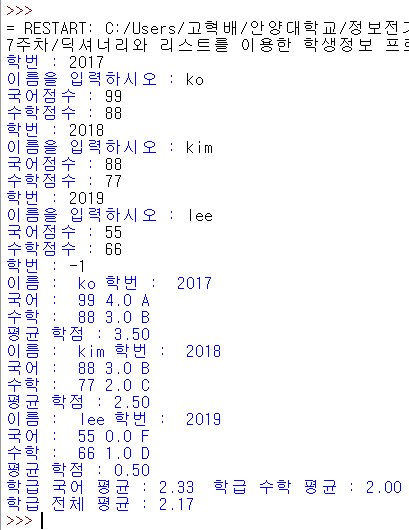 >>>
= RESTART: C:/Users/고혁배/안양대학교/정보전
7주차/딕셔너리와 리스트를 이용한 학생정보 프로
학번 : 2017
이름을 입력하시오 : ko
국어점수 : 99
수학점수 : 88
학번 : 2018
이름을 입력하시오 : kim
국어점수 : 88
수학점수 : 77
학번 : 2019
이름을 입력하시오 : lee
국어점수 : 55
수학점수 : 66
학번 : -1
이름 :  ko 학번 :  2017
국어 :  99 4.0 A
수학 :  88 3.0 B
평균 학점 : 3.50
이름 :  kim 학번 :  2018
국어 :  88 3.0 B
수학 :  77 2.0 C
평균 학점 : 2.50
이름 :  lee 학번 :  2019
국어 :  55 0.0 F
수학 :  66 1.0 D
평균 학점 : 0.50
학급 국어 평균 : 2.33  학급 수학 평균 : 2.00
학급 전체 평균 : 2.17
>>>